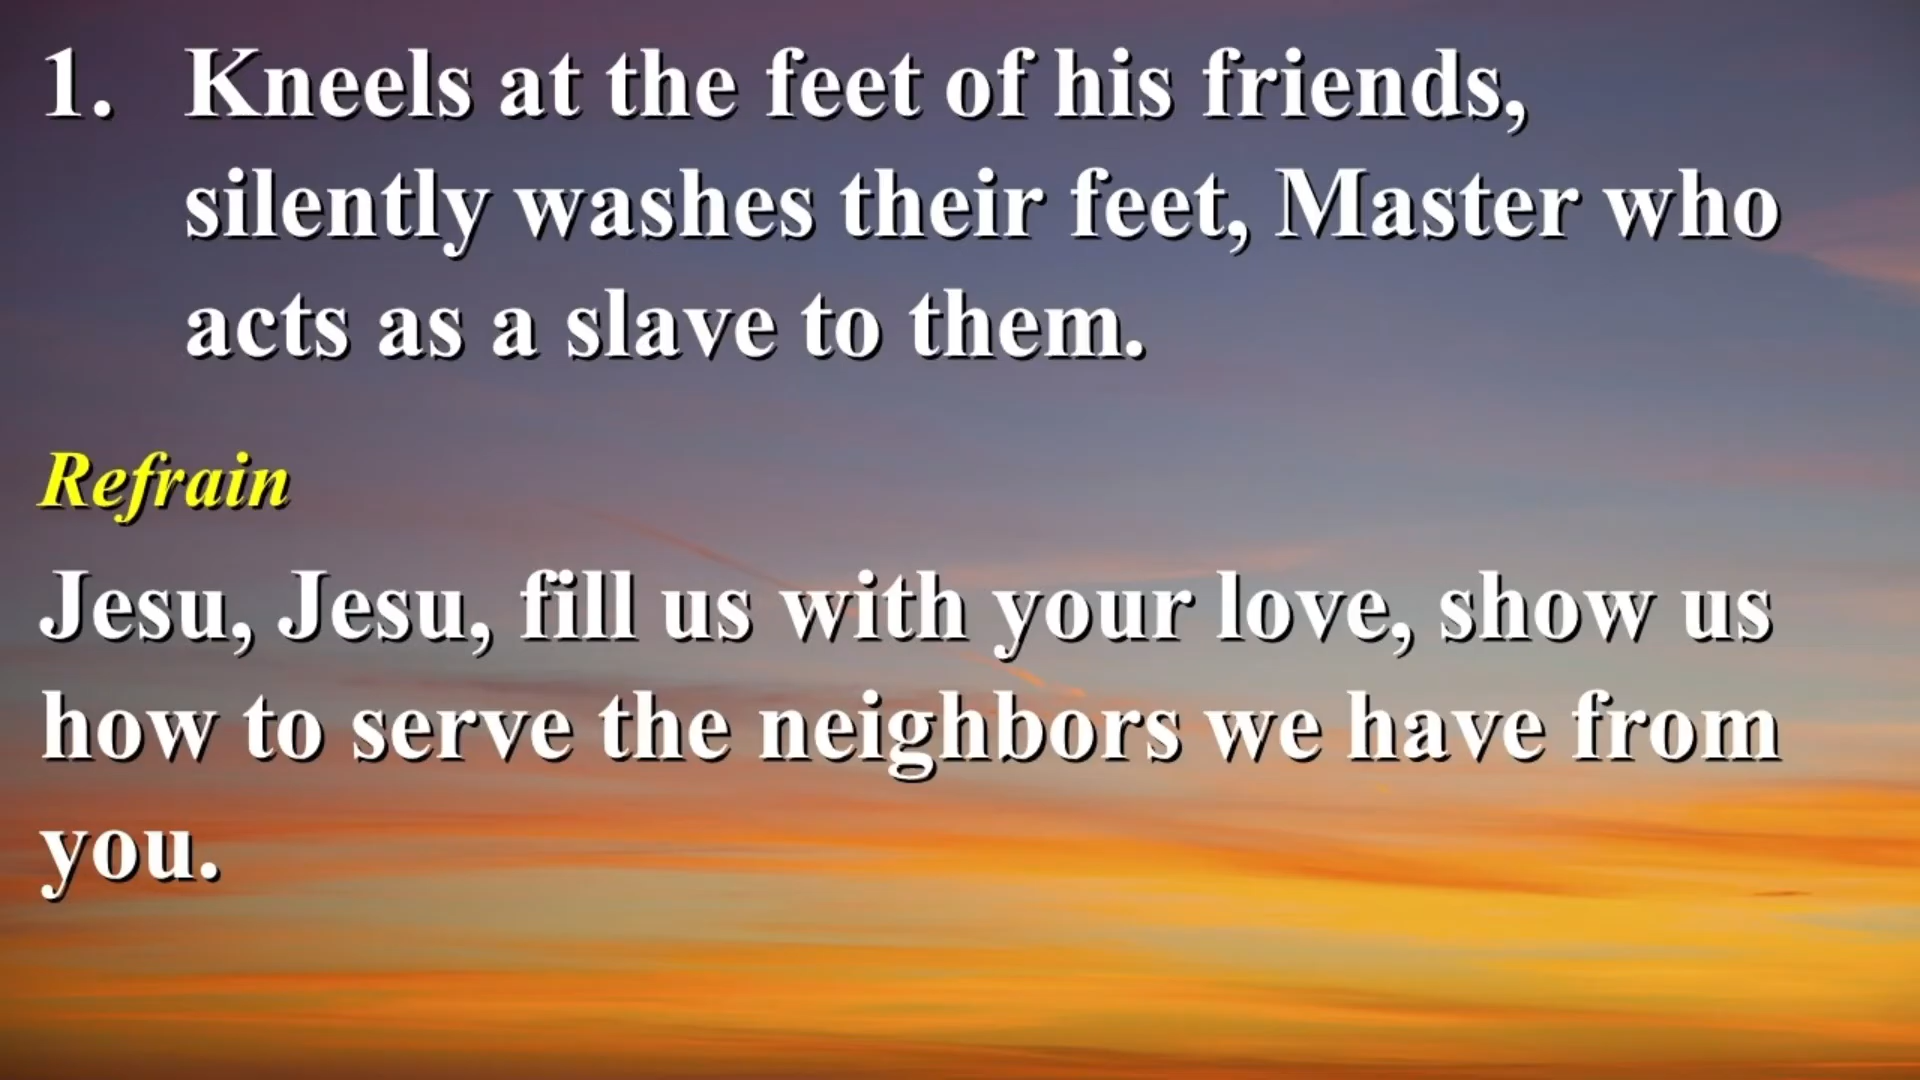 1. Kneels at the feet of his friends,
silently washes their feet, Master who
acts as a slave to them.
Refrain
Jesu, Jesu, fill us with your love, show us
how to serve the neighbors we have from
you.